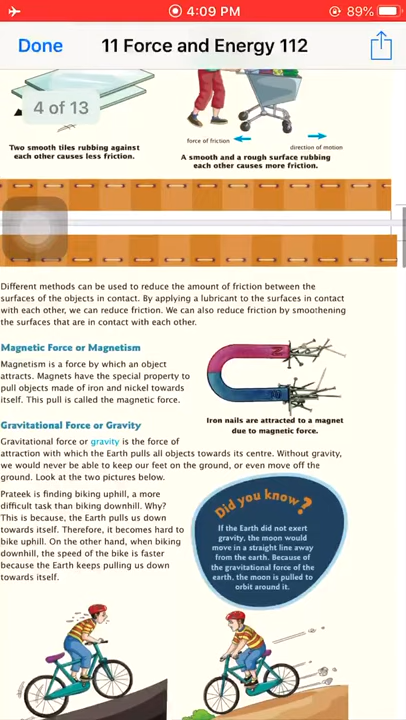 4:09 PM
89%
Done
11 Force and Energy 112
4 of 13
force of friction
direction of motion
Two smooth tiles rubbing against
each other causes less friction.
A smooth and a rough surface rubbing
each other causes more friction.
Different methods can be used to reduce the amount of friction between the
surfaces of the objects in contact. By applying a lubricant to the surfaces in contact
with each other, we can reduce friction. We can also reduce friction by smoothening
the surfaces that are in contact with each other.
Magnetic Force or Magnetism
Magnetism is a force by which an object
attracts. Magnets have the special property to
pull objects made of iron and nickel towards
itself. This pull is called the magnetic force.
N
Iron nails are attracted to a magnet
due to magnetic force.
Gravitational Force or Gravity
Gravitational force or gravity is the force of
attraction with which the Earth pulls all objects towards its centre. Without gravity,
we would never be able to keep our feet on the ground, or even move off the
ground. Look at the two pictures below.
Prateek is finding biking uphill, a more
difficult task than biking downhill. Why?
This is because, the Earth pulls us down
towards itself. Therefore, it becomes hard to
bike uphill. On the other hand, when biking
downhill, the speed of the bike is faster
because the Earth keeps pulling us down
towards itself.
Did you know?
If the Earth did not exert
gravity, the moon would
move in a straight line away
from the earth. Because of
the gravitational force of the
earth, the moon is pulled to
orbit around it.